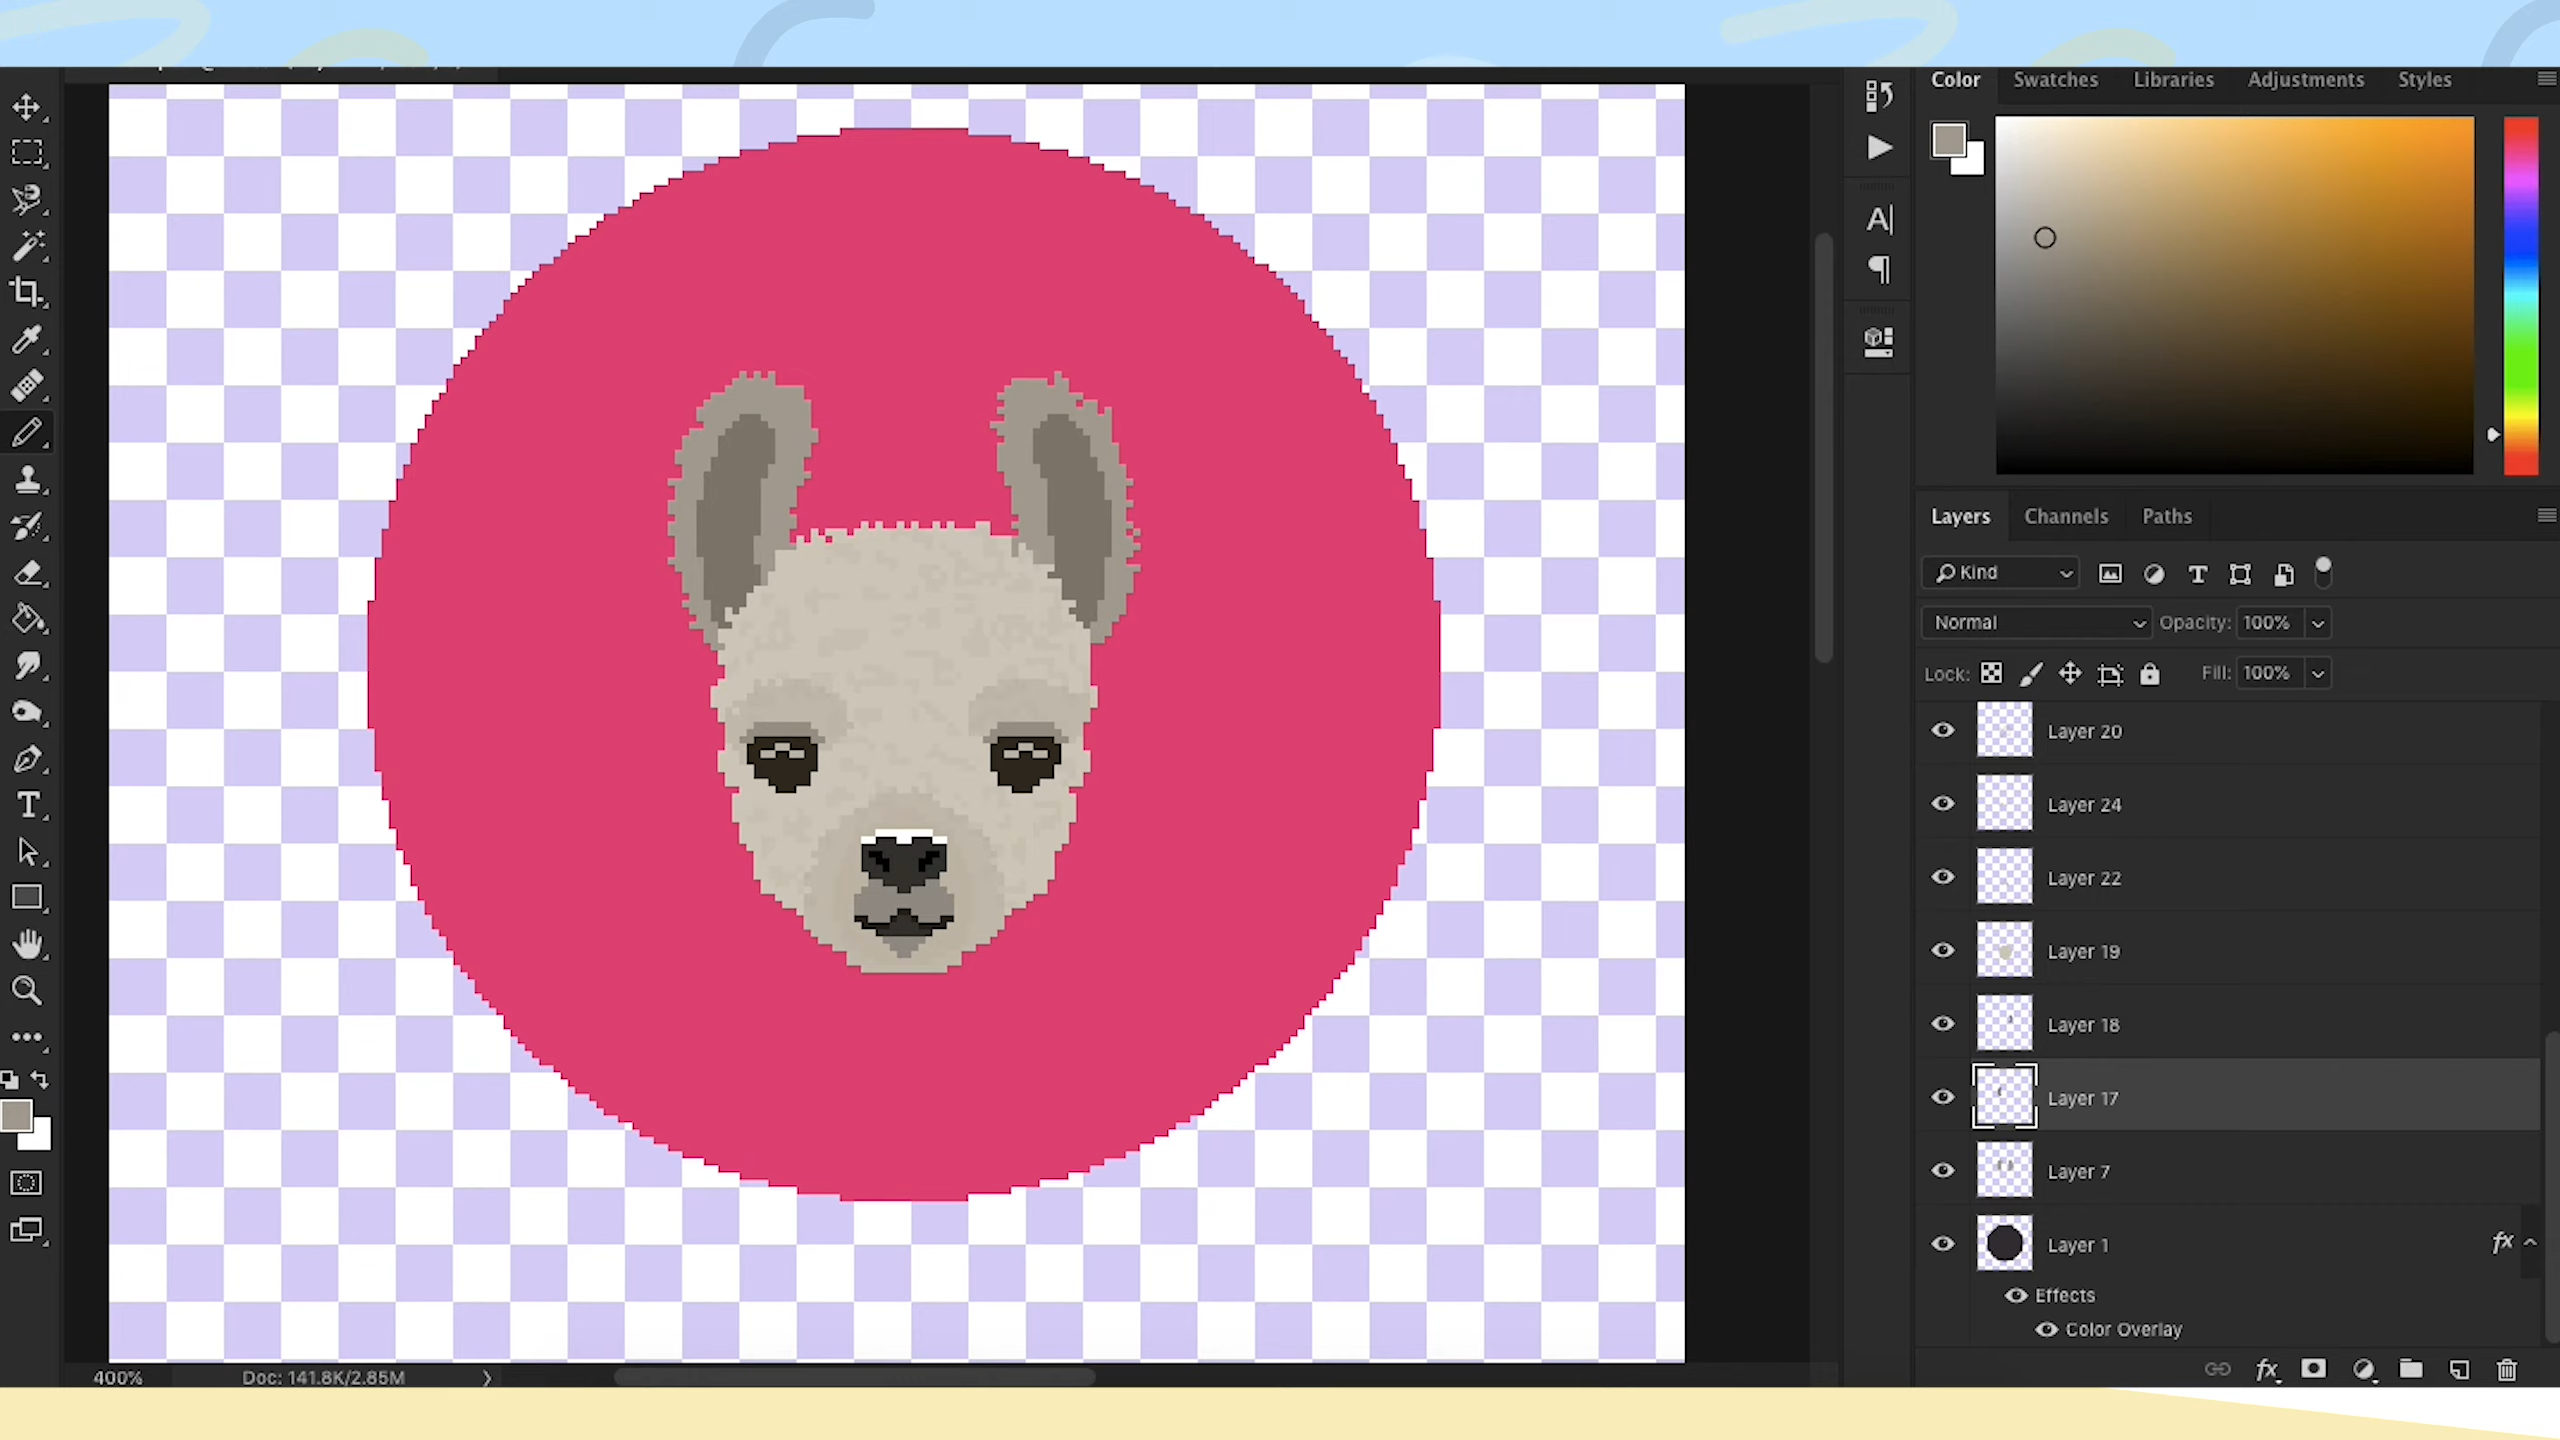 Color Swatches Libraries Adjustments Styles
A|
Layers Channels Paths
Kind
T
Normal Opacity: 100%
Lock: Fill: 100%
Layer 20
Layer 24
Layer 22
Layer 19
Layer 18
Layer 17
Layer 7
Layer 1 fx
Effects
Color Overlay
fx
400% Doc: 141.8K/2.85M